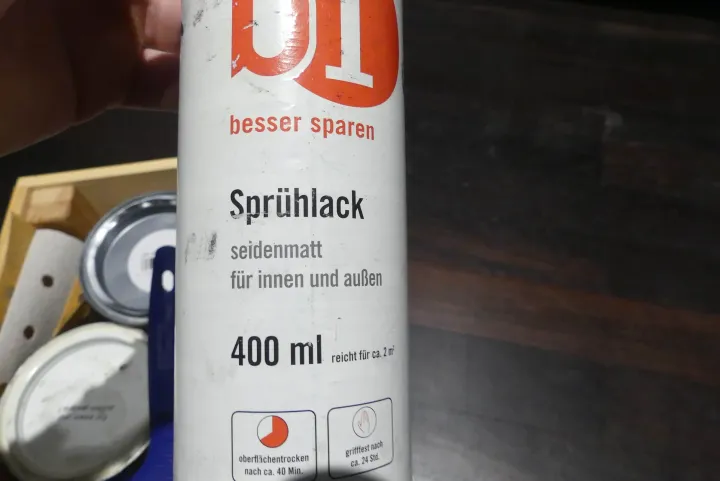 besser sparen
Sprühlack
seidenmatt
für innen und außen
400 ml reicht für ca. 2 m²
oberflächentrocken
nach ca. 40 Min.
grifffest nach
ca. 24 Std.